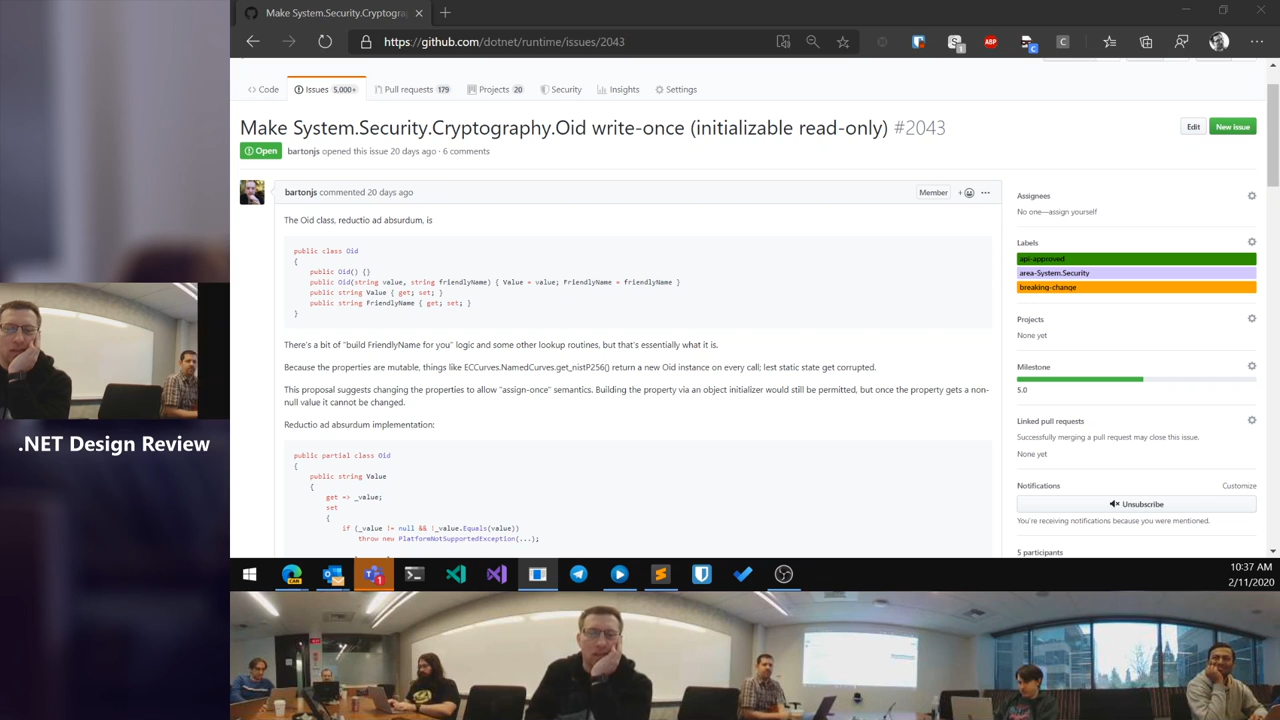 Make System.Security.Cryptogra
https://github.com/dotnet/runtime/issues/2043
1
ABP
C
C
Code
Issues 5,000+
Pull requests 179
Projects 20
Security
Insights
Settings
Make System.Security.Cryptography.Oid write-once (initializable read-only) #2043
Edit
New issue
Open
bartonjs opened this issue 20 days ago · 6 comments
bartonjs commented 20 days ago
Member
The Oid class, reductio ad absurdum, is
public class Oid
{
public Oid() {}
public Oid(string value, string friendlyName) { Value = value; FriendlyName = friendlyName }
public string Value { get; set; }
public string FriendlyName { get; set; }
}
There's a bit of "build FriendlyName for you" logic and some other lookup routines, but that's essentially what it is.
Because the properties are mutable, things like ECCurves.NamedCurves.get_nistP256() return a new Oid instance on every call; lest static state get corrupted.
This proposal suggests changing the properties to allow "assign-once" semantics. Building the property via an object initializer would still be permitted, but once the property gets a non-
null value it cannot be changed.
Reductio ad absurdum implementation:
public partial class Oid
{
public string Value
{
get => _value;
set
{
if (_value != null && !_value.Equals(value))
throw new PlatformNotSupportedException(...);
Assignees
No one—assign yourself
Labels
api-approved
area-System.Security
breaking-change
Projects
None yet
Milestone
5.0
Linked pull requests
Successfully merging a pull request may close this issue.
None yet
Notifications
Customize
Unsubscribe
You're receiving notifications because you were mentioned.
5 participants
.NET Design Review
CAN
1
10:37 AM
2/11/2020